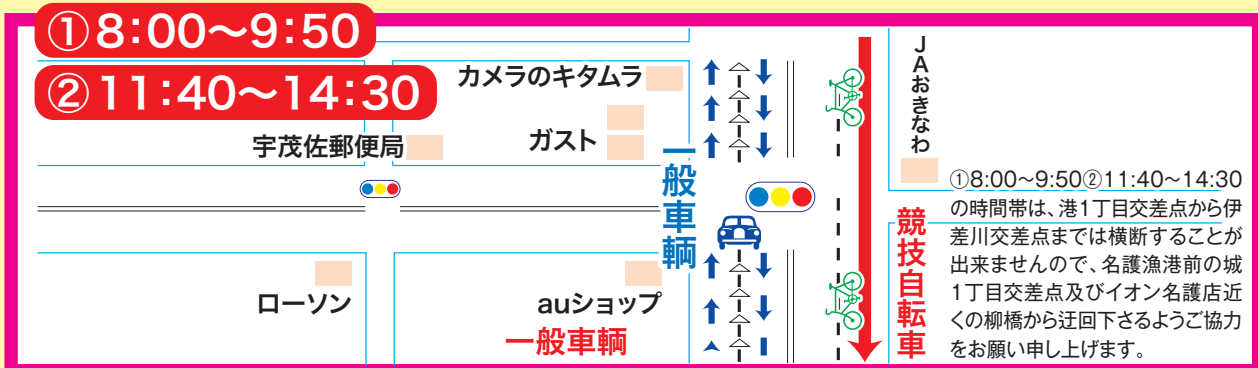 ①8:00～9:50
②11:40～14:30
カメラのキタムラ
ガスト
宇茂佐郵便局
一般車輌
ローソン
auショップ
一般車輌
競技自転車
JAおきなわ
①8:00~9:50②11:40~14:30
の時間帯は、港1丁目交差点から伊
差川交差点までは横断することが
出来ませんので、名護漁港前の城
1丁目交差点及びイオン名護店近
くの柳橋から迂回下さるようご協力
をお願い申し上げます。